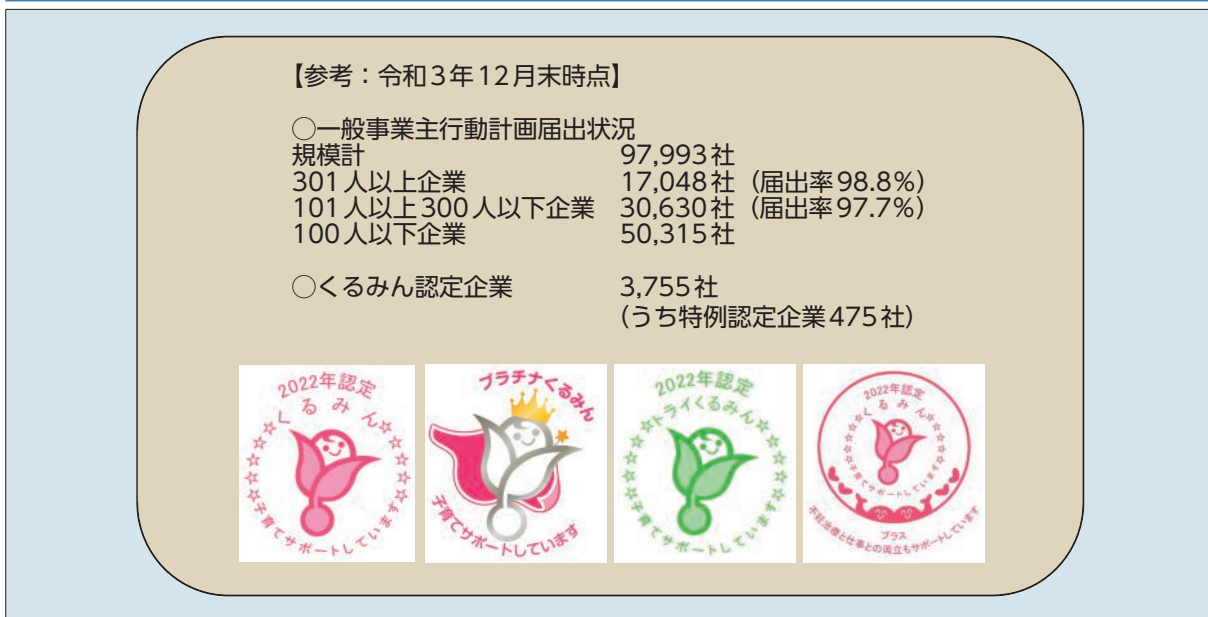 【参考：令和3年12月末時点】
○一般事業主行動計画届出状況
規模計 97,993社
301人以上企業 17,048社（届出率98.8%）
101人以上300人以下企業 30,630社（届出率97.7%）
100人以下企業 50,315社
○くるみん認定企業 3,755社
（うち特例認定企業475社）
2022年認定
くるみん
☆☆☆☆☆子育てサポートしています☆☆☆☆☆
プラチナくるみん
子育てサポートしています
2022年認定
☆☆☆☆☆トライくるみん☆☆☆☆☆
子育てサポートしています
2022年認定
くるみん
☆☆☆☆☆子育てサポートしています☆☆☆☆☆
プラス
不妊治療と仕事との両立もサポートしています